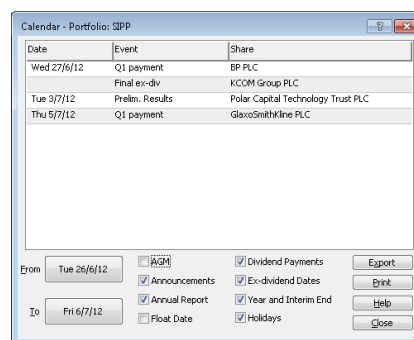 Calendar - Portfolio: SIPP
Date Event Share
Wed 27/6/12 Q1 payment BP PLC
Final ex-div KCOM Group PLC
Tue 3/7/12 Prelim. Results Polar Capital Technology Trust PLC
Thu 5/7/12 Q1 payment GlaxoSmithKline PLC
From Tue 26/6/12
To Fri 6/7/12
AGM
Announcements
Annual Report
Float Date
Dividend Payments
Ex-dividend Dates
Year and Interim End
Holidays
Export
Print
Help
Close